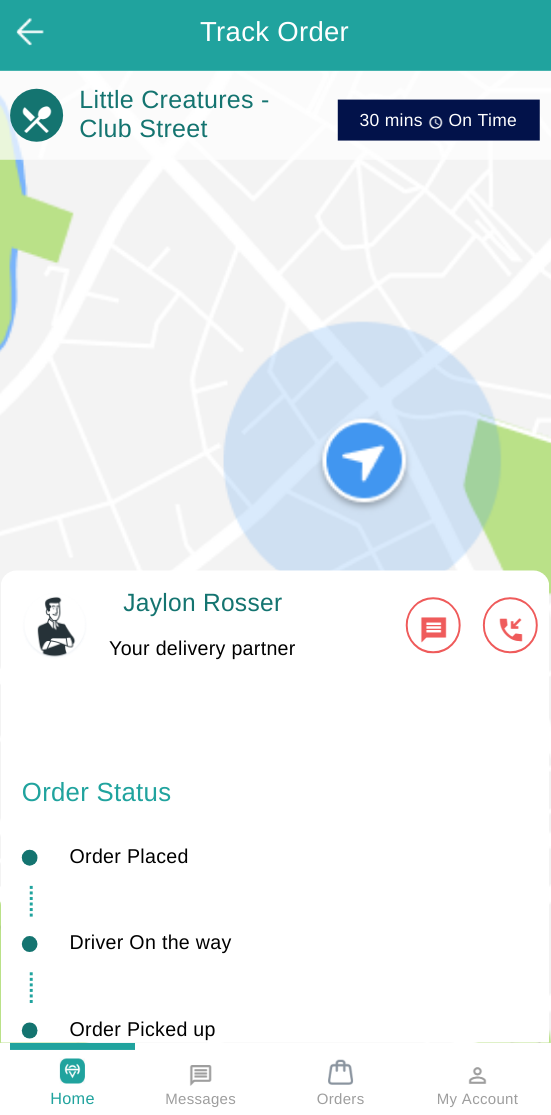 Track Order
Little Creatures -
Club Street
30 mins On Time
Jaylon Rosser
Your delivery partner
Order Status
Order Placed
Driver On the way
Order Picked up
Home
Messages
Orders
My Account